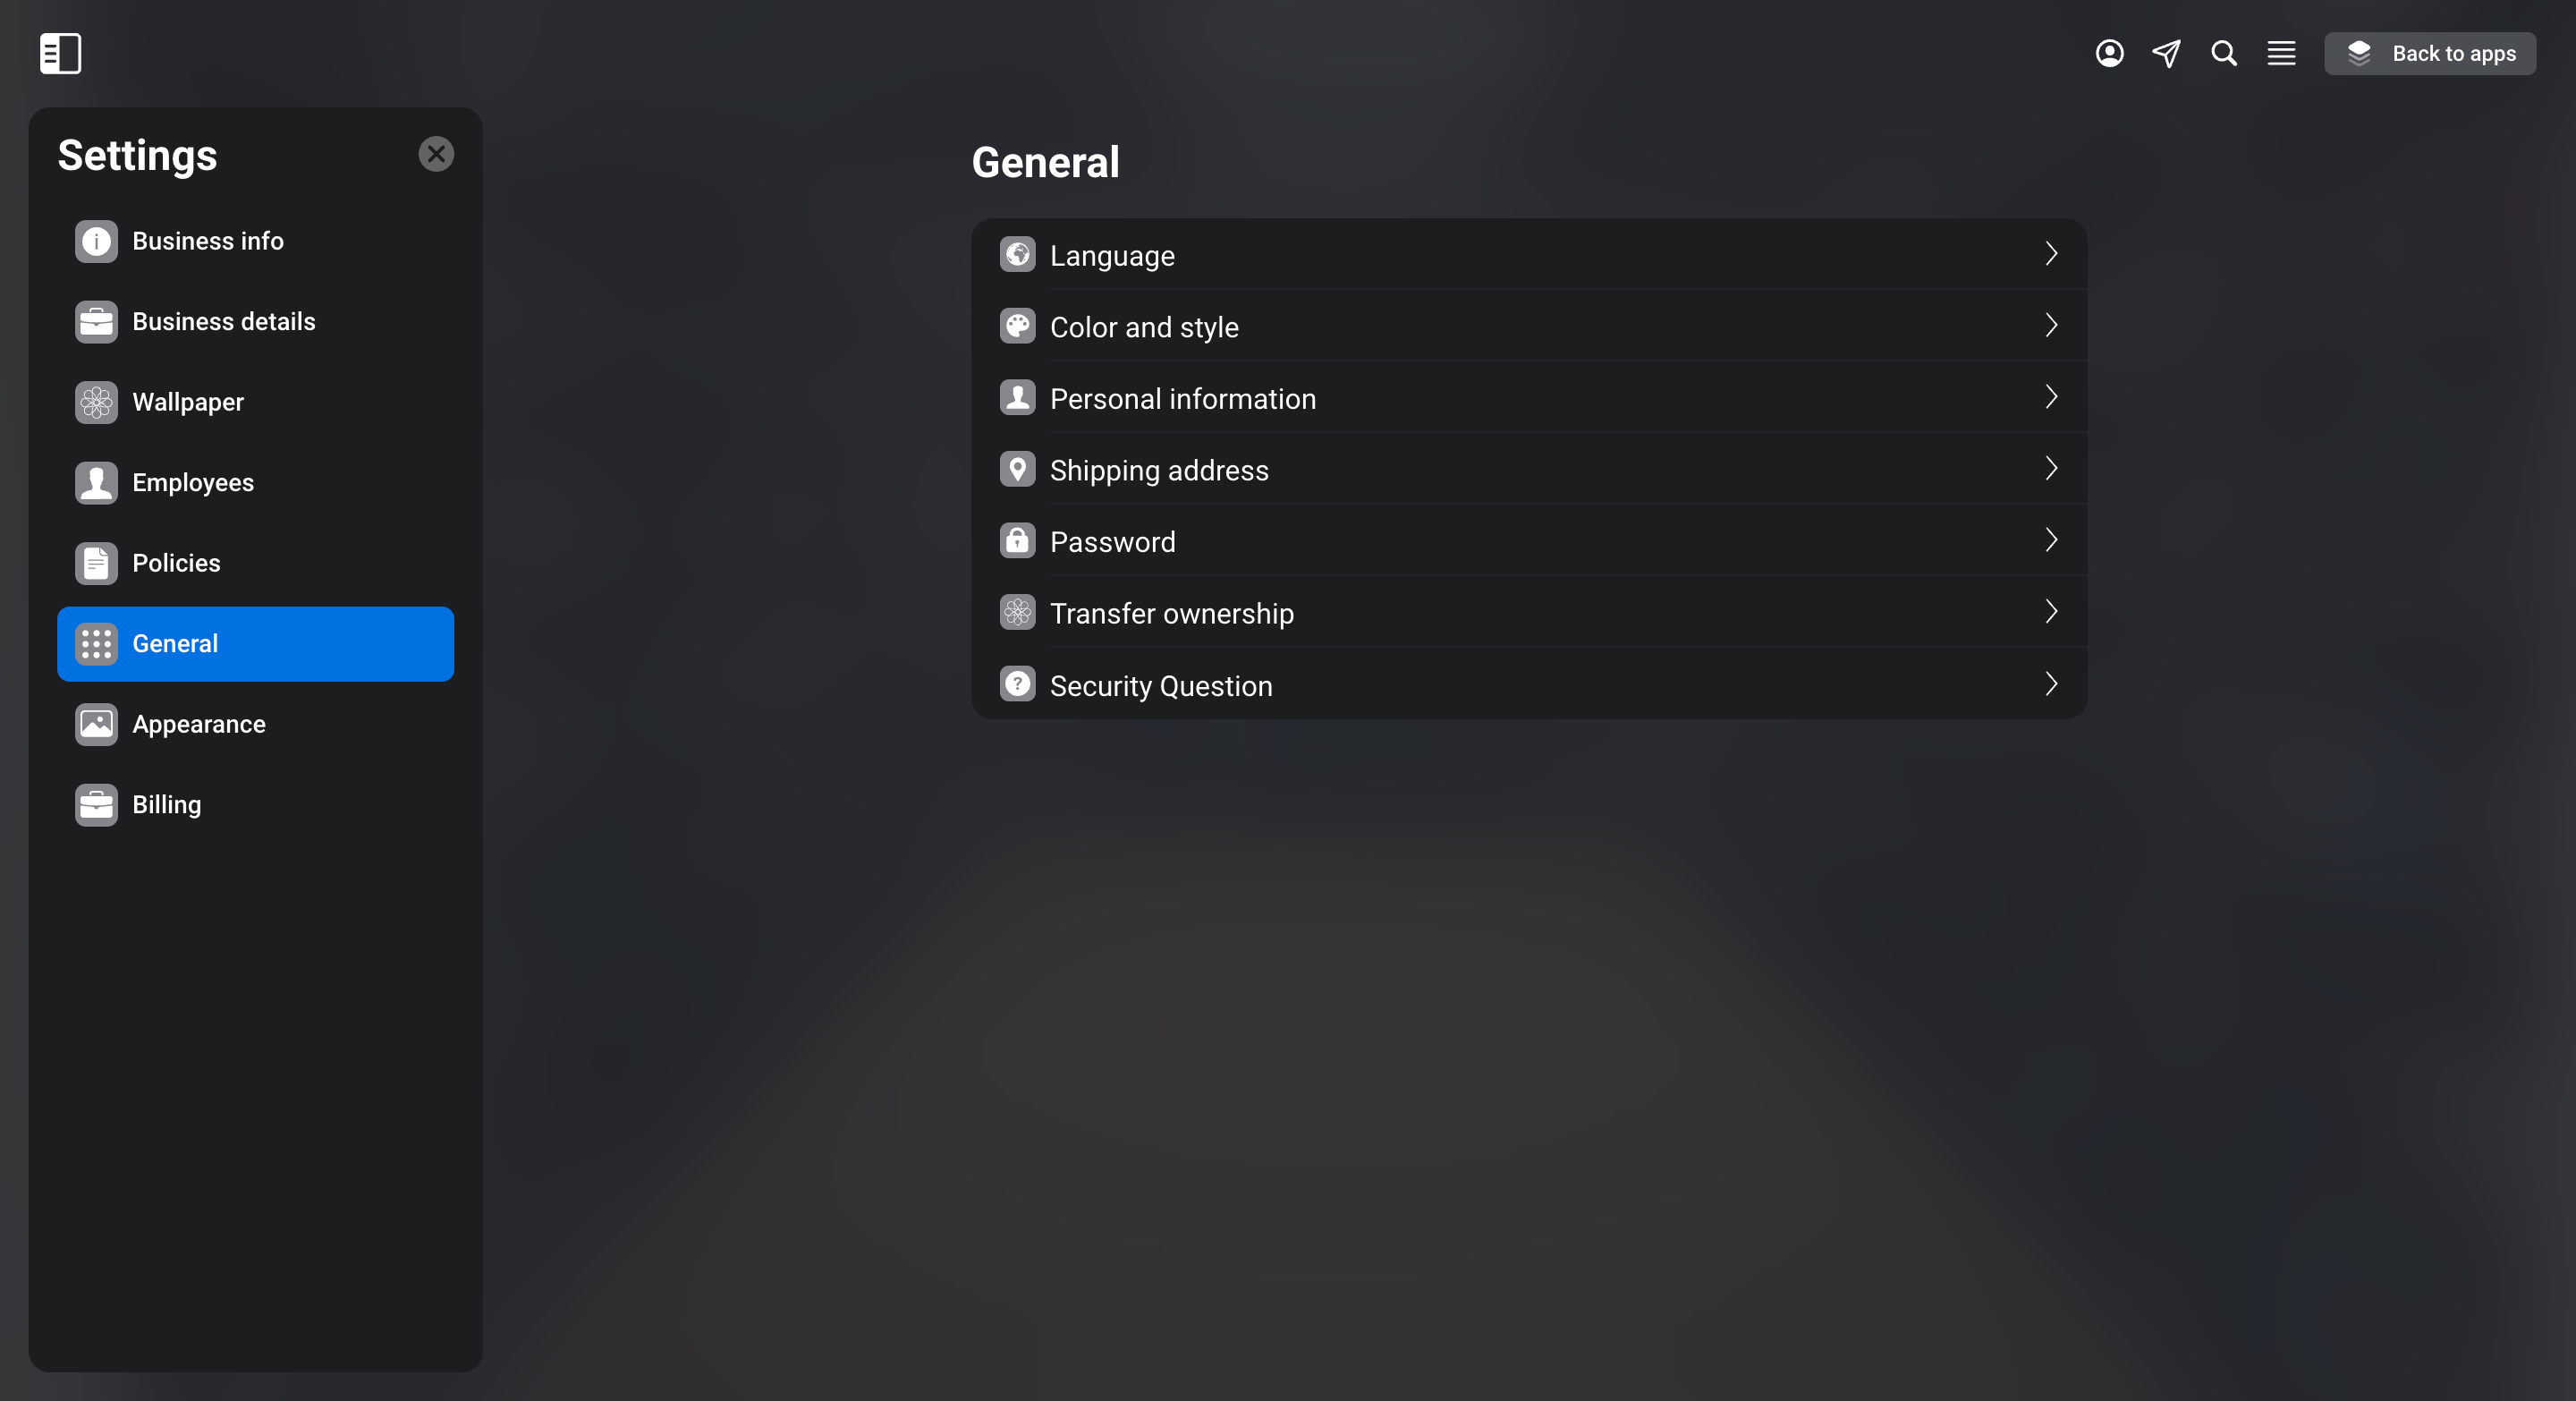 Back to apps
Settings
Business info
Business details
Wallpaper
Employees
Policies
General
Appearance
Billing
General
Language
Color and style
Personal information
Shipping address
Password
Transfer ownership
Security Question